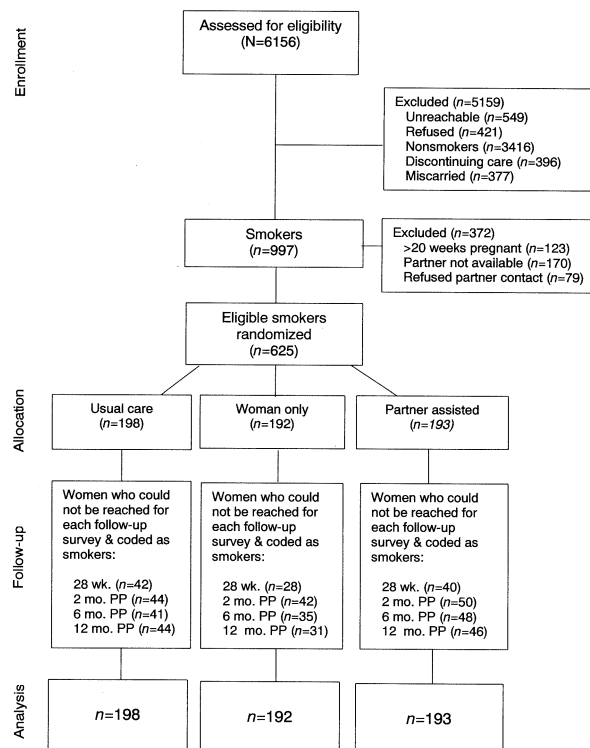 Enrollment
Assessed for eligibility
(N=6156)
Excluded (n=5159)
Unreachable (n=549)
Refused (n=421)
Nonsmokers (n=3416)
Discontinuing care (n=396)
Miscarried (n=377)
Smokers
(n=997)
Excluded (n=372)
>20 weeks pregnant (n=123)
Partner not available (n=170)
Refused partner contact (n=79)
Eligible smokers
randomized
(n=625)
Allocation
Usual care
(n=198)
Woman only
(n=192)
Partner assisted
(n=193)
Follow-up
Women who could
not be reached for
each follow-up
survey & coded as
smokers:
28 wk. (n=42)
2 mo. PP (n=44)
6 mo. PP (n=41)
12 mo. PP (n=44)
Women who could
not be reached for
each follow-up
survey & coded as
smokers:
28 wk. (n=28)
2 mo. PP (n=42)
6 mo. PP (n=35)
12 mo. PP (n=31)
Women who could
not be reached for
each follow-up
survey & coded as
smokers:
28 wk. (n=40)
2 mo. PP (n=50)
6 mo. PP (n=48)
12 mo. PP (n=46)
Analysis
n=198
n=192
n=193